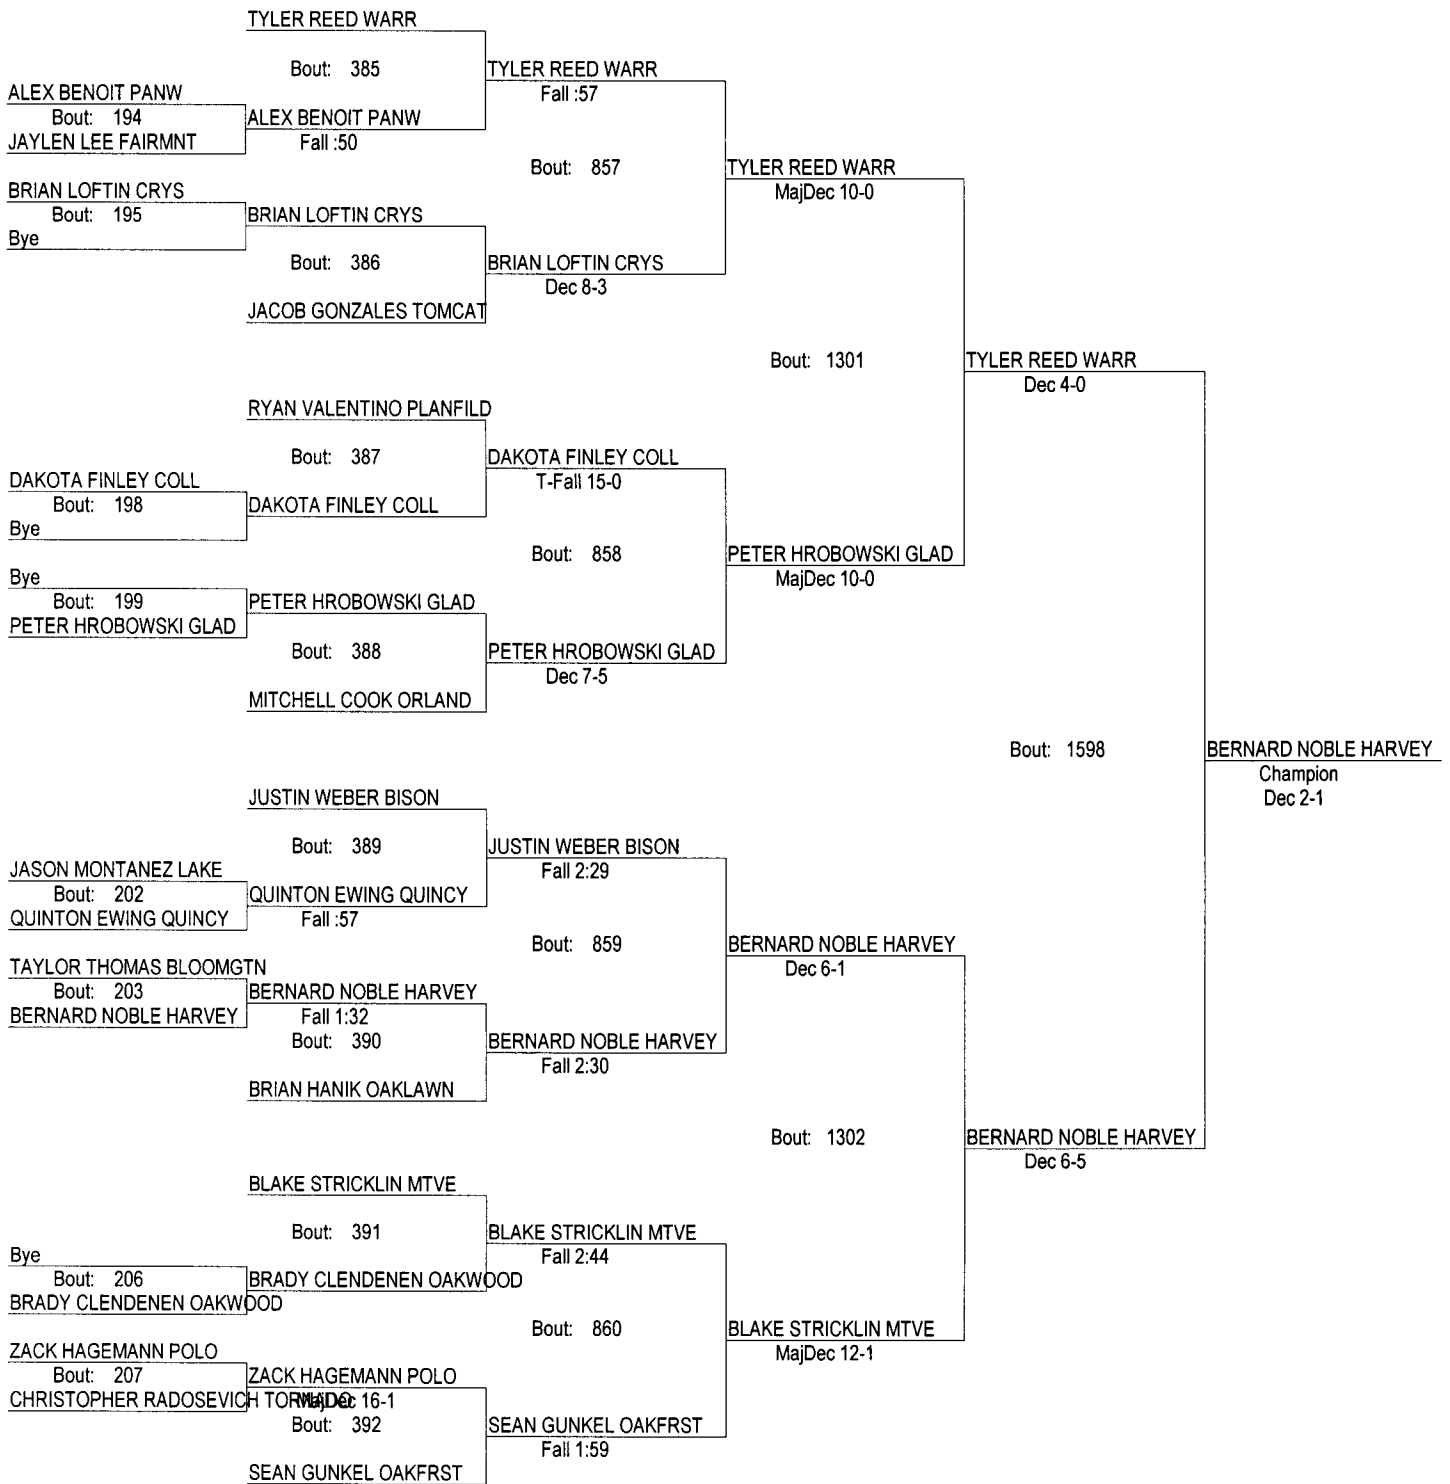 TYLER REED WARR
Bout: 385
TYLER REED WARR
Fall :57
ALEX BENOIT PANW
Bout: 194
JAYLEN LEE FAIRMNT
ALEX BENOIT PANW
Fall :50
Bout: 857
TYLER REED WARR
MajDec 10-0
BRIAN LOFTIN CRYS
Bout: 195
Bye
BRIAN LOFTIN CRYS
Bout: 386
BRIAN LOFTIN CRYS
Dec 8-3
JACOB GONZALES TOMCAT
Bout: 1301
TYLER REED WARR
Dec 4-0
RYAN VALENTINO PLANFILD
Bout: 387
DAKOTA FINLEY COLL
T-Fall 15-0
DAKOTA FINLEY COLL
Bout: 198
Bye
DAKOTA FINLEY COLL
Bout: 858
PETER HROBOWSKI GLAD
MajDec 10-0
Bye
Bout: 199
PETER HROBOWSKI GLAD
PETER HROBOWSKI GLAD
Bout: 388
PETER HROBOWSKI GLAD
Dec 7-5
MITCHELL COOK ORLAND
Bout: 1598
BERNARD NOBLE HARVEY
Champion
Dec 2-1
JUSTIN WEBER BISON
Bout: 389
JUSTIN WEBER BISON
Fall 2:29
JASON MONTANEZ LAKE
Bout: 202
QUINTON EWING QUINCY
QUINTON EWING QUINCY
Fall :57
Bout: 859
BERNARD NOBLE HARVEY
Dec 6-1
TAYLOR THOMAS BLOOMGTN
Bout: 203
BERNARD NOBLE HARVEY
BERNARD NOBLE HARVEY
Fall 1:32
Bout: 390
BERNARD NOBLE HARVEY
Fall 2:30
BRIAN HANIK OAKLAWN
Bout: 1302
BERNARD NOBLE HARVEY
Dec 6-5
BLAKE STRICKLIN MTVE
Bout: 391
BLAKE STRICKLIN MTVE
Fall 2:44
Bye
Bout: 206
BRADY CLENDENEN OAKWOOD
BRADY CLENDENEN OAKWOOD
Bout: 860
BLAKE STRICKLIN MTVE
MajDec 12-1
ZACK HAGEMANN POLO
Bout: 207
CHRISTOPHER RADOSEVICH TORNADO
ZACK HAGEMANN POLO
MajDec 16-1
Bout: 392
SEAN GUNKEL OAKFRST
Fall 1:59
SEAN GUNKEL OAKFRST